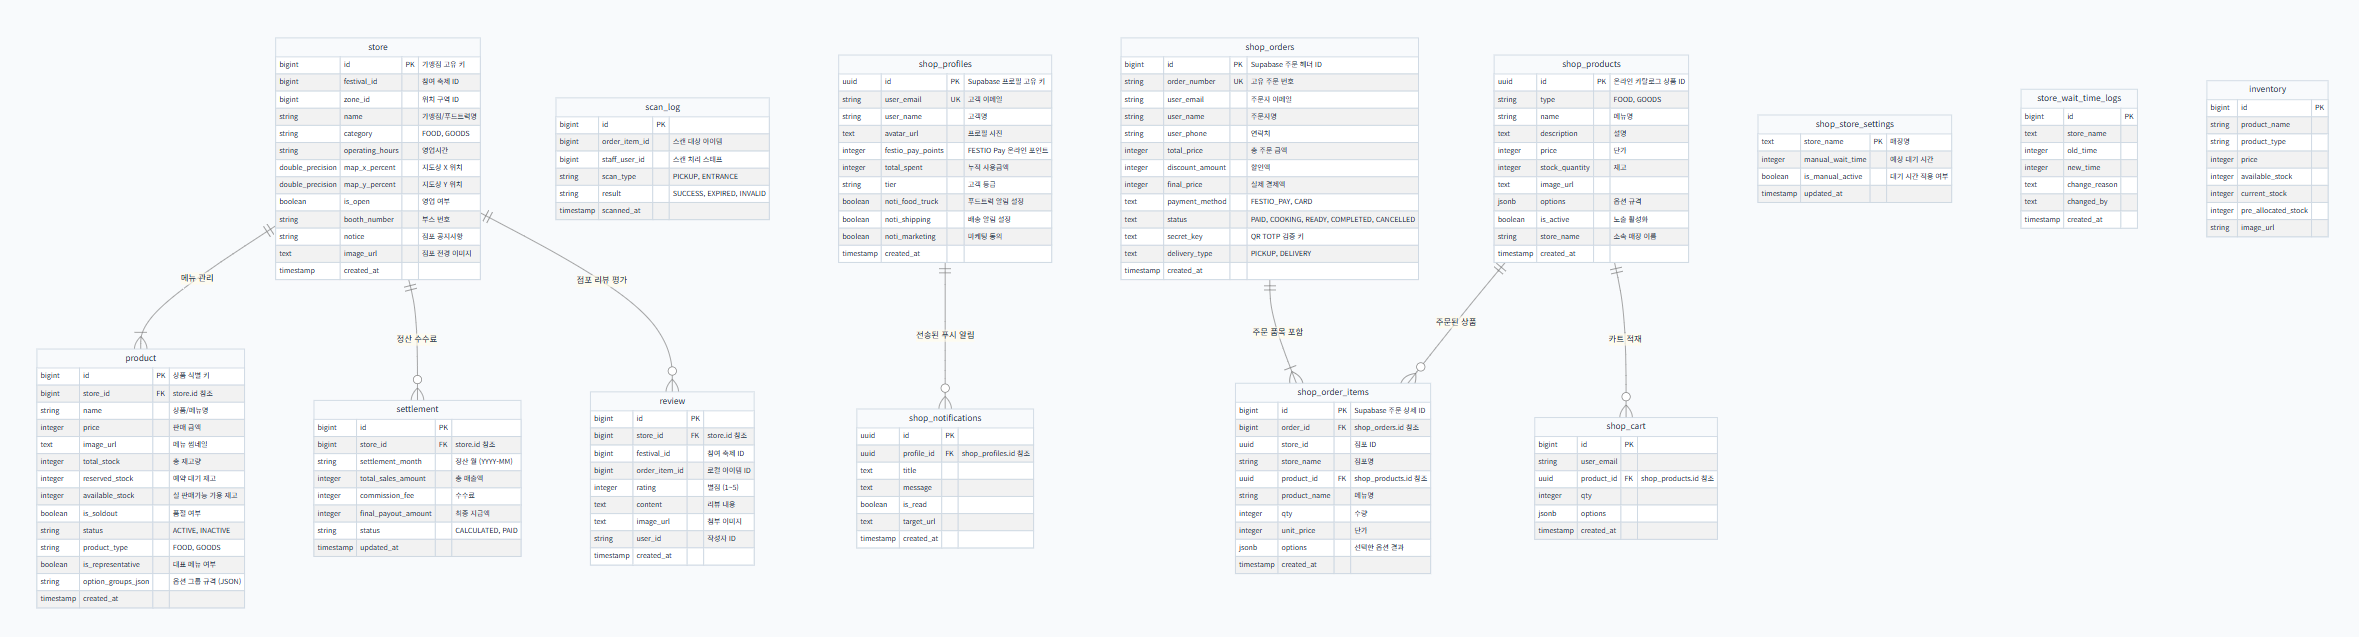 store
bigint id PK 가맹점 고유 키
bigint festival_id 참여 축제 ID
bigint zone_id 위치 구역 ID
string name 가맹점/푸드트럭명
string category FOOD, GOODS
string operating_hours 영업시간
double_precision map_x_percent 지도상 X 위치
double_precision map_y_percent 지도상 Y 위치
boolean is_open 영업 여부
string booth_number 부스 번호
string notice 점포 공지사항
text image_url 점포 전경 이미지
timestamp created_at
scan_log
bigint id PK
bigint order_item_id 스캔 대상 아이템
bigint staff_user_id 스캔 처리 스태프
string scan_type PICKUP, ENTRANCE
string result SUCCESS, EXPIRED, INVALID
timestamp scanned_at
shop_profiles
uuid id PK Supabase 프로필 고유 키
string user_email UK 고객 이메일
string user_name 고객명
text avatar_url 프로필 사진
integer festio_pay_points FESTIO Pay 온라인 포인트
integer total_spent 누적 사용금액
string tier 고객 등급
boolean noti_food_truck 푸드트럭 알림 설정
boolean noti_shipping 배송 알림 설정
boolean noti_marketing 마케팅 동의
timestamp created_at
shop_orders
bigint id PK Supabase 주문 헤더 ID
string order_number UK 고유 주문 번호
string user_email 주문자 이메일
string user_name 주문자명
string user_phone 연락처
integer total_price 총 주문 금액
integer discount_amount 할인액
integer final_price 실제 결제액
text payment_method FESTIO_PAY, CARD
text status PAID, COOKING, READY, COMPLETED, CANCELLED
text secret_key QR TOTP 검증 키
text delivery_type PICKUP, DELIVERY
timestamp created_at
shop_products
uuid id PK 온라인 카탈로그 상품 ID
string type FOOD, GOODS
string name 메뉴명
text description 설명
integer price 단가
integer stock_quantity 재고
text image_url
jsonb options 옵션 규격
boolean is_active 노출 활성화
string store_name 소속 매장 이름
timestamp created_at
shop_store_settings
text store_name PK 매장명
integer manual_wait_time 예상 대기 시간
boolean is_manual_active 대기 시간 적용 여부
timestamp updated_at
store_wait_time_logs
bigint id PK
text store_name
integer old_time
integer new_time
text change_reason
text changed_by
timestamp created_at
inventory
bigint id PK
string product_name
string product_type
integer price
integer available_stock
integer current_stock
integer pre_allocated_stock
string image_url
메뉴 관리
정산 수수료
점포 리뷰 평가
전송된 푸시 알림
주문 품목 포함
주문된 상품
카트 적재
product
bigint id PK 상품 식별 키
bigint store_id FK store.id 참조
string name 상품/메뉴명
integer price 판매 금액
text image_url 메뉴 썸네일
integer total_stock 총 재고량
integer reserved_stock 예약 대기 재고
integer available_stock 실 판매가능 가용 재고
boolean is_soldout 품절 여부
string status ACTIVE, INACTIVE
string product_type FOOD, GOODS
boolean is_representative 대표 메뉴 여부
string option_groups_json 옵션 그룹 규격 (JSON)
timestamp created_at
settlement
bigint id PK
bigint store_id FK store.id 참조
string settlement_month 정산 월 (YYYY-MM)
integer total_sales_amount 총 매출액
integer commission_fee 수수료
integer final_payout_amount 최종 지급액
string status CALCULATED, PAID
timestamp updated_at
review
bigint id PK
bigint store_id FK store.id 참조
bigint festival_id 참여 축제 ID
bigint order_item_id 로컬 아이템 ID
integer rating 별점 (1~5)
text content 리뷰 내용
text image_url 첨부 이미지
string user_id 작성자 ID
timestamp created_at
shop_notifications
uuid id PK
uuid profile_id FK shop_profiles.id 참조
text title
text message
boolean is_read
text target_url
timestamp created_at
shop_order_items
bigint id PK Supabase 주문 상세 ID
bigint order_id FK shop_orders.id 참조
uuid store_id 점포 ID
string store_name 점포명
uuid product_id FK shop_products.id 참조
string product_name 메뉴명
integer qty 수량
integer unit_price 단가
jsonb options 선택한 옵션 결과
timestamp created_at
shop_cart
bigint id PK
string user_email
uuid product_id FK shop_products.id 참조
integer qty
jsonb options
timestamp created_at